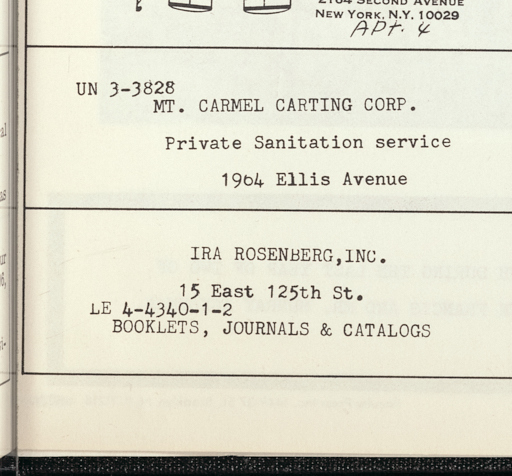 2164 SECOND AVENUE
NEW YORK, N.Y. 10029
APt. 4
UN 3-3828
MT. CARMEL CARTING CORP.
Private Sanitation service
1964 Ellis Avenue
IRA ROSENBERG,INC.
15 East 125th St.
LE 4-4340-1-2
BOOKLETS, JOURNALS & CATALOGS